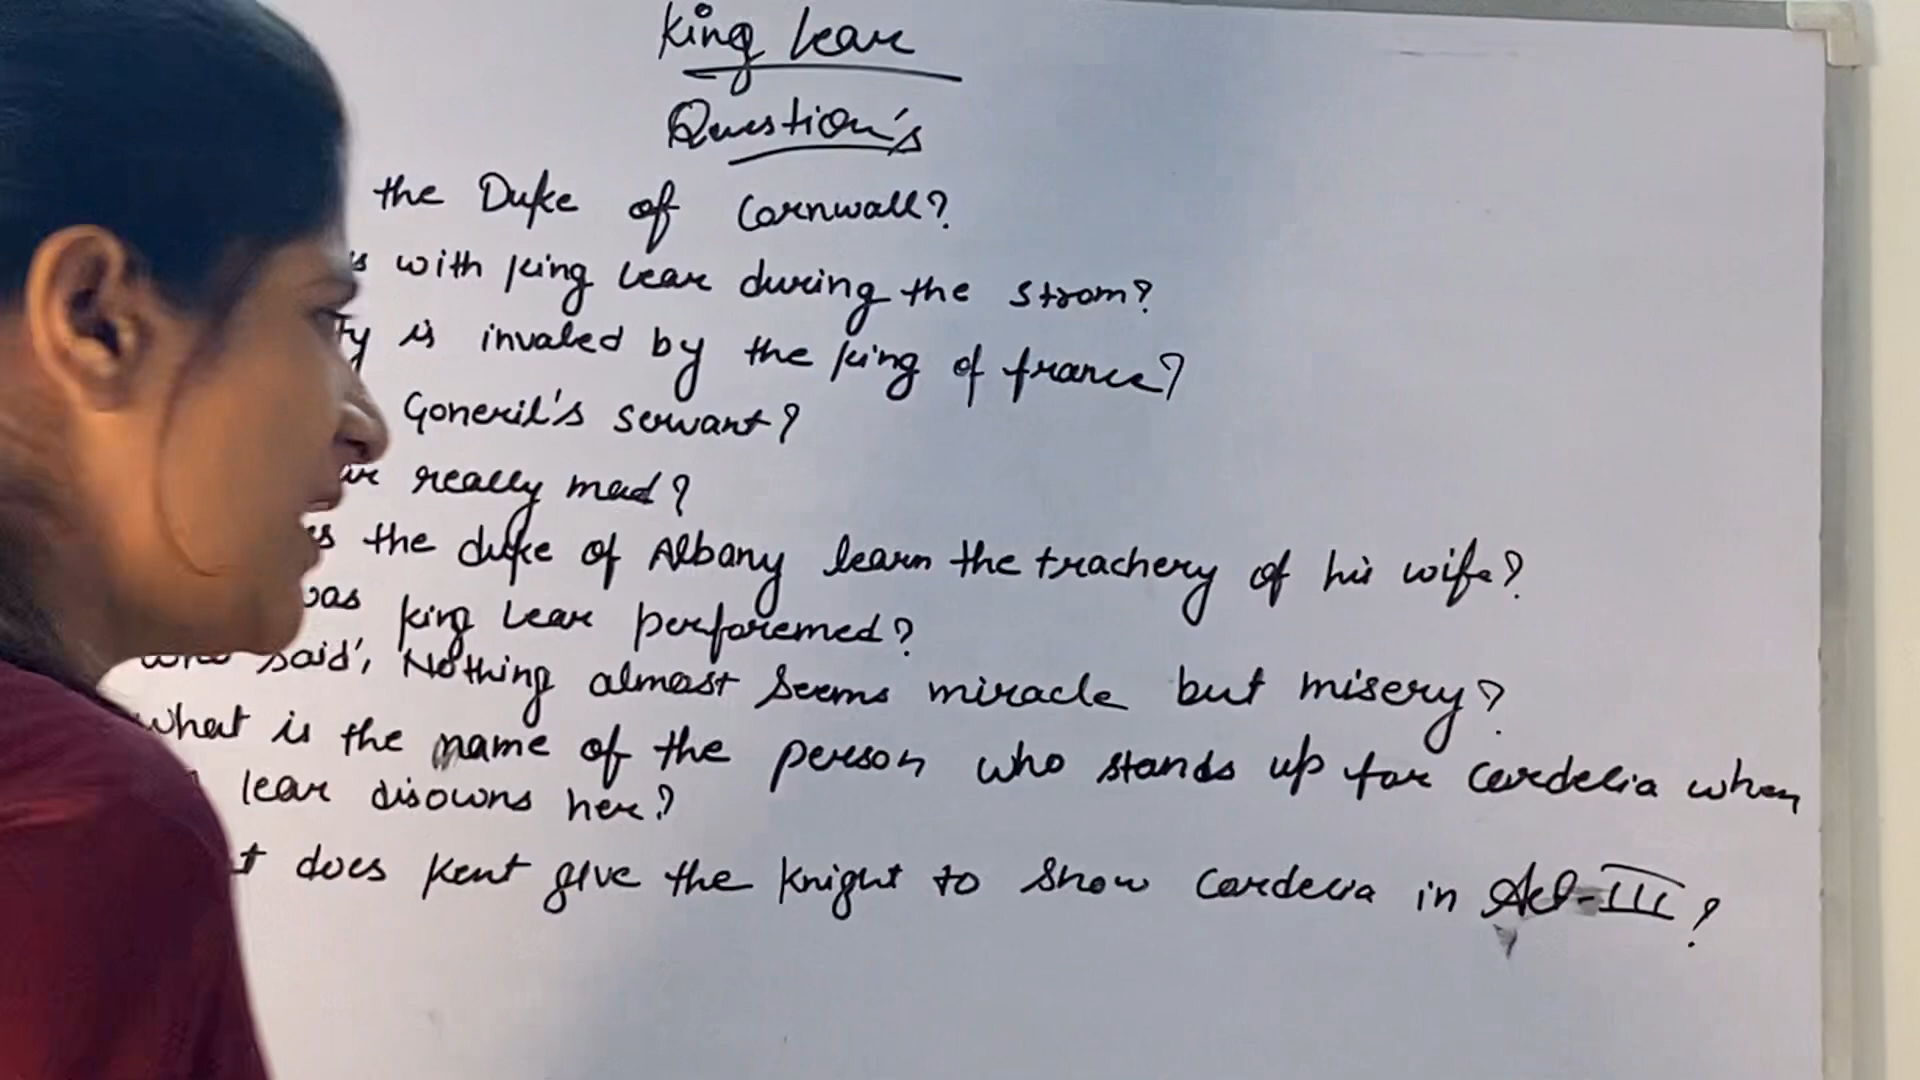 King Lear
Question's
the Duke of Cornwall?
with King Lear during the strom?
is invaled by the King of france?
Goneril's servant?
really mad?
the duke of Albany learn the trachery of his wife?
was King Lear perforemed?
who said', Nothing almost seems miracle but misery?
what is the name of the person who stands up for Cordelia when
lear disowns her?
does Kent give the Knight to show Cordelia in Act-III?